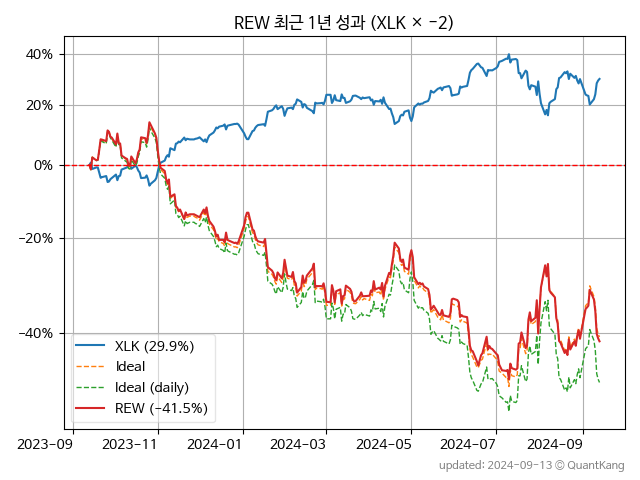 REW 최근 1년 성과 (XLK × −2)
40%
20%
0%
−20%
−40%
XLK (29.9%)
Ideal
Ideal (daily)
REW (−41.5%)
2023-09
2023-11
2024-01
2024-03
2024-05
2024-07
2024-09
updated: 2024-09-13 © QuantKang